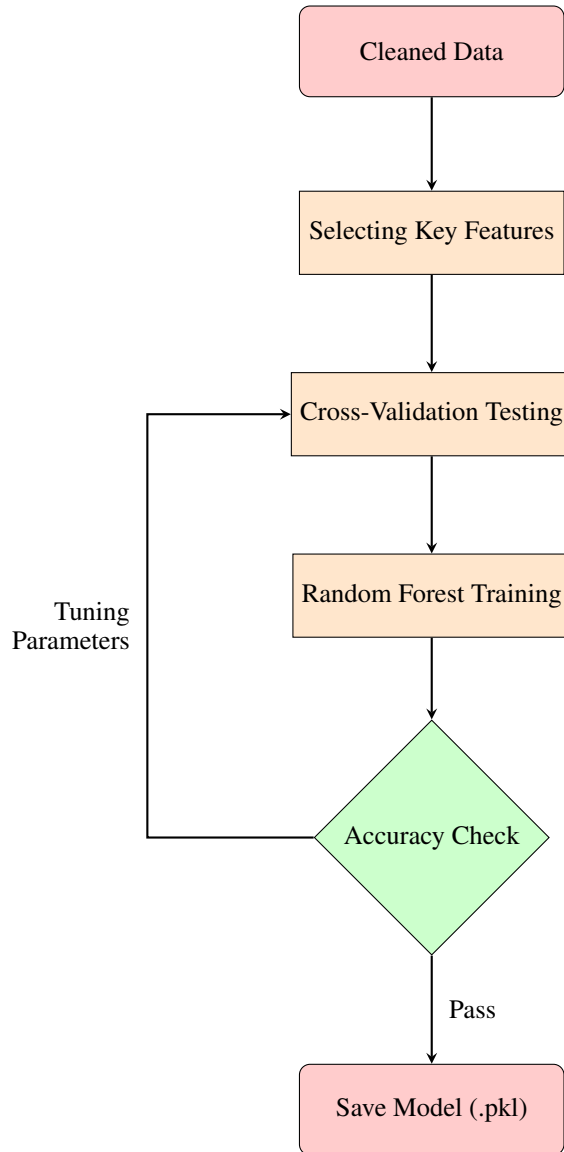 Cleaned Data
Selecting Key Features
Cross-Validation Testing
Random Forest Training
Tuning
Parameters
Accuracy Check
Pass
Save Model (.pkl)